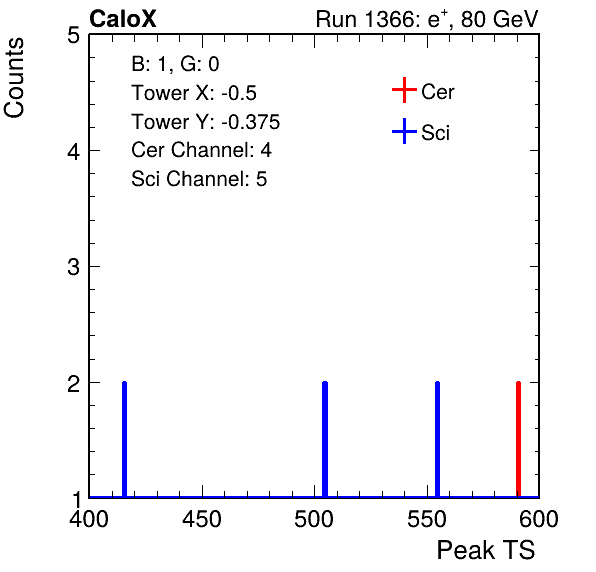 CaloX
Run 1366: e⁺, 80 GeV
Counts
B: 1, G: 0
Tower X: -0.5
Tower Y: -0.375
Cer Channel: 4
Sci Channel: 5
Cer
Sci
5
4
3
2
1
400 450 500 550 600
Peak TS